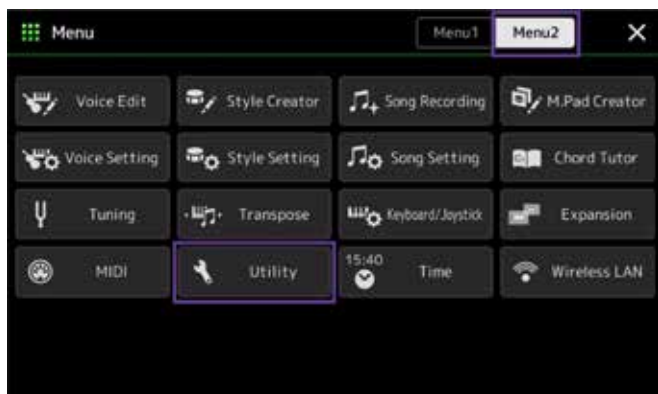 Menu
Menu1
Menu2
Voice Edit
Style Creator
Song Recording
M.Pad Creator
Voice Setting
Style Setting
Song Setting
Chord Tutor
Tuning
Transpose
Keyboard/Joystick
Expansion
MIDI
Utility
15:40
Time
Wireless LAN